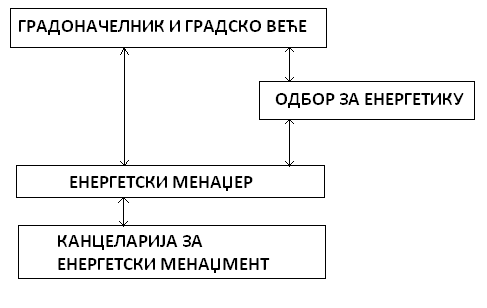 ГРАДОНАЧЕЛНИК И ГРАДСКО ВЕЋЕ
ОДБОР ЗА ЕНЕРГЕТИКУ
ЕНЕРГЕТСКИ МЕНАЏЕР
КАНЦЕЛАРИЈА ЗА
ЕНЕРГЕТСКИ МЕНАЏМЕНТ